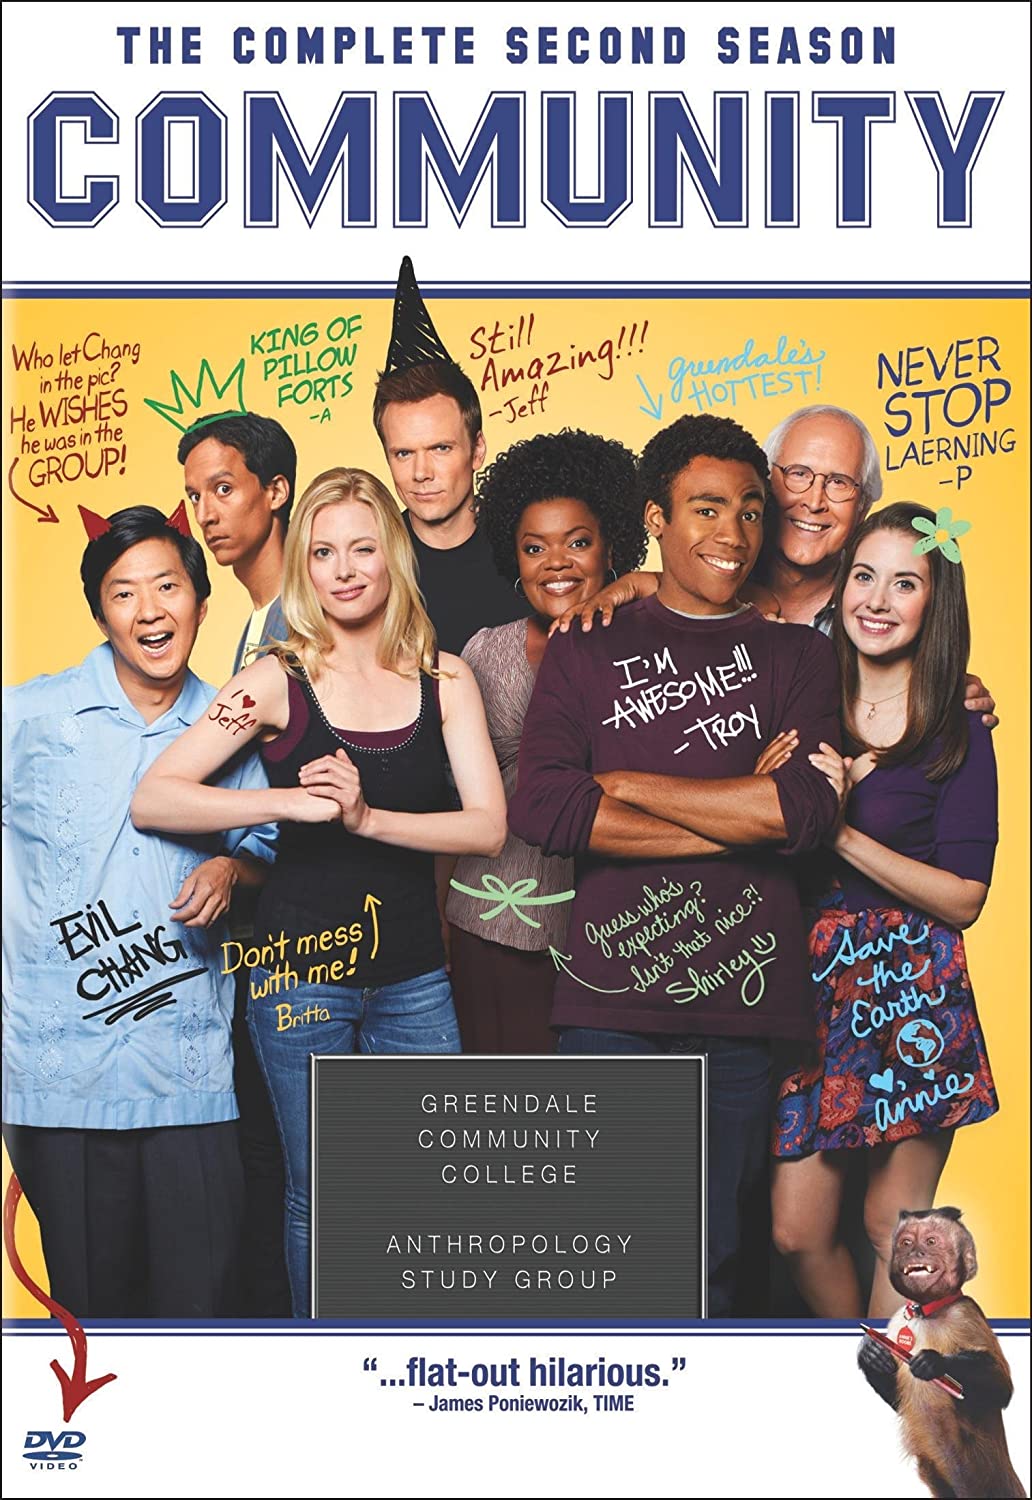 THE COMPLETE SECOND SEASON
COMMUNITY
Who let Chang
in the pic?
He WISHES
he was in the
GROUP!
KING OF
PILLOW
FORTS
-A
Still
Amazing!!!
-Jeff
greendale's
HOTTEST!
NEVER
STOP
LAERNING
-P
I ♥
Jeff
I'M
AWESOME!!!
-TROY
EVIL
CHANG
Don't mess
with me!
Britta
guess who's
expecting?
Isn't that nice?!
Shirley!!
Save
the
Earth
annie
GREENDALE
COMMUNITY
COLLEGE
ANTHROPOLOGY
STUDY GROUP
“...flat-out hilarious.”
– James Poniewozik, TIME
DVD
VIDEO